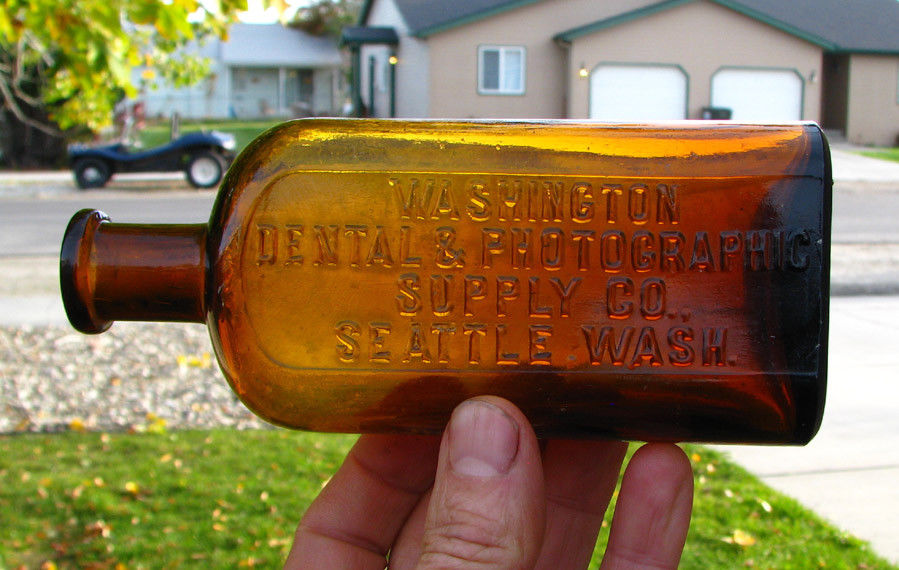 WASHINGTON
DENTAL & PHOTOGRAPHIC
SUPPLY CO.,
SEATTLE WASH.